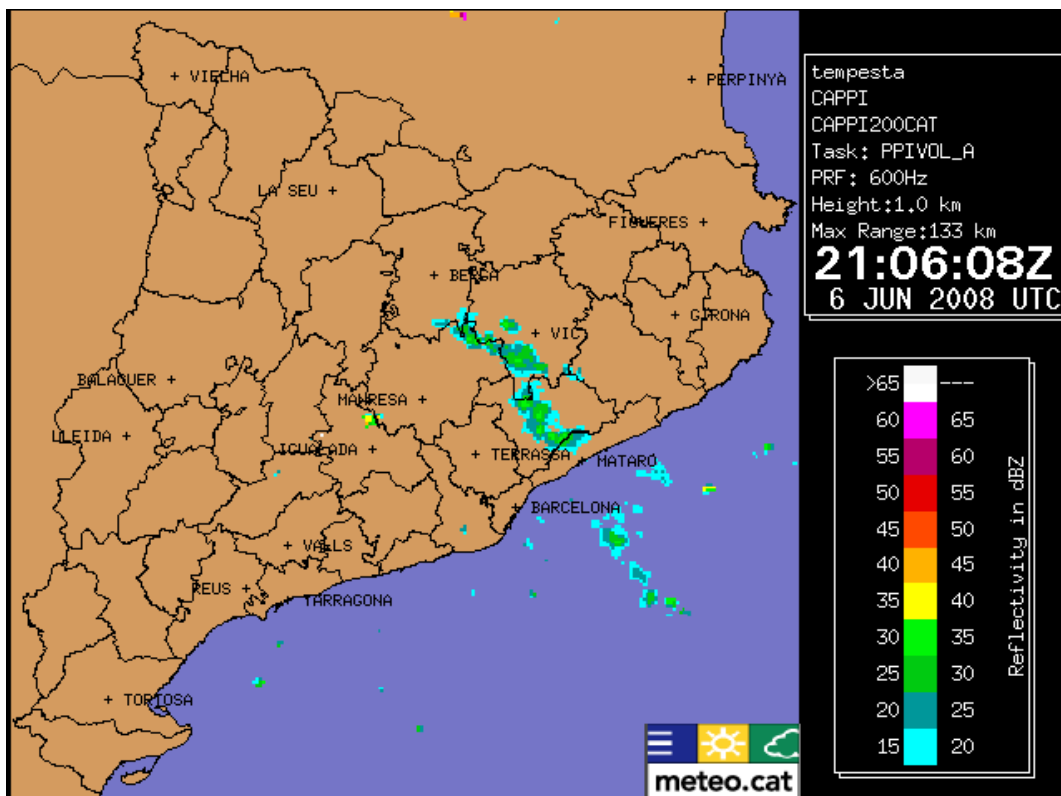 + VIELHA
+ PERPINYÀ
LA SEU +
FIGUERES +
BERGA
+ GIRONA
+ VIC
BALAGUER +
MANRESA +
LLEIDA +
IGUALADA +
+ TERRASSA
+ MATARÓ
+ BARCELONA
+ VALLS
REUS +
+ TARRAGONA
+ TORTOSA
meteo.cat
tempesta
CAPPI
CAPPI200CAT
Task: PPIVOL_A
PRF: 600Hz
Height:1.0 km
Max Range:133 km
21:06:08Z
6 JUN 2008 UTC
>65 ---
60 65
55 60
50 55
45 50
40 45
35 40
30 35
25 30
20 25
15 20
Reflectivity in dBZ